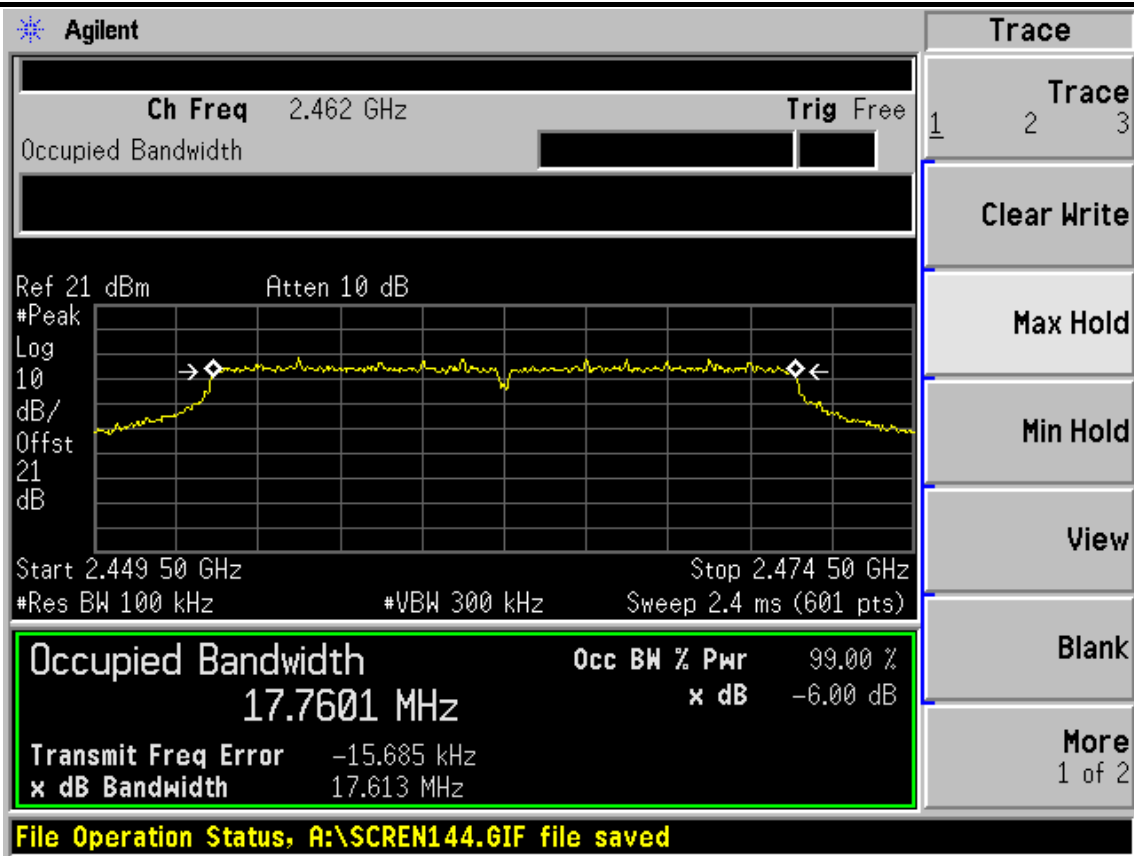 Agilent
Trace
Ch Freq 2.462 GHz Trig Free
Occupied Bandwidth
Trace
1 2 3
Clear Write
Max Hold
Min Hold
View
Blank
More
1 of 2
Ref 21 dBm Atten 10 dB
#Peak
Log
10
dB/
Offst
21
dB
Start 2.449 50 GHz Stop 2.474 50 GHz
#Res BW 100 kHz #VBW 300 kHz Sweep 2.4 ms (601 pts)
Occupied Bandwidth Occ BW % Pwr 99.00 %
17.7601 MHz x dB -6.00 dB
Transmit Freq Error -15.685 kHz
x dB Bandwidth 17.613 MHz
File Operation Status, A:\SCREN144.GIF file saved